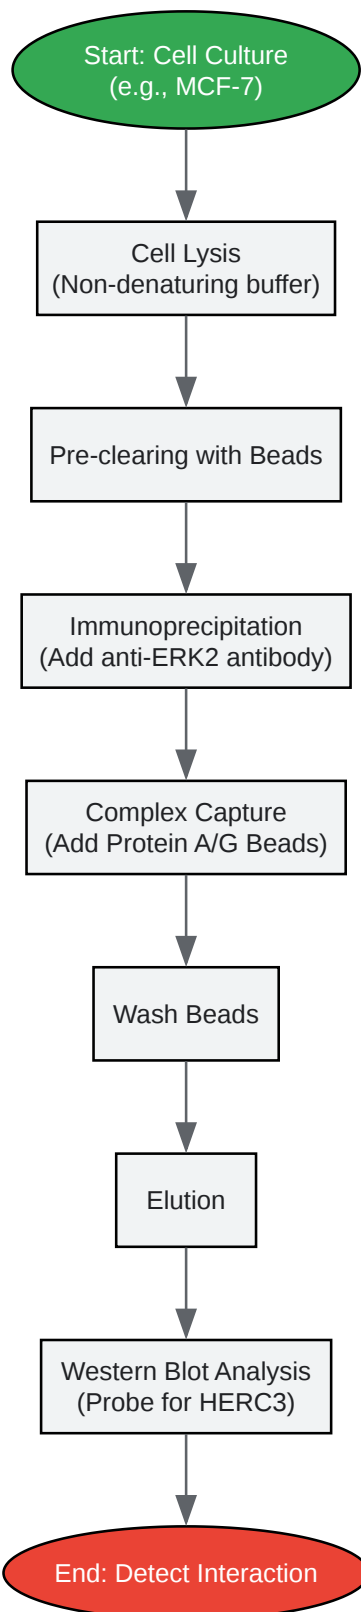 Start: Cell Culture
(e.g., MCF-7)
Cell Lysis
(Non-denaturing buffer)
Pre-clearing with Beads
Immunoprecipitation
(Add anti-ERK2 antibody)
Complex Capture
(Add Protein A/G Beads)
Wash Beads
Elution
Western Blot Analysis
(Probe for HERC3)
End: Detect Interaction